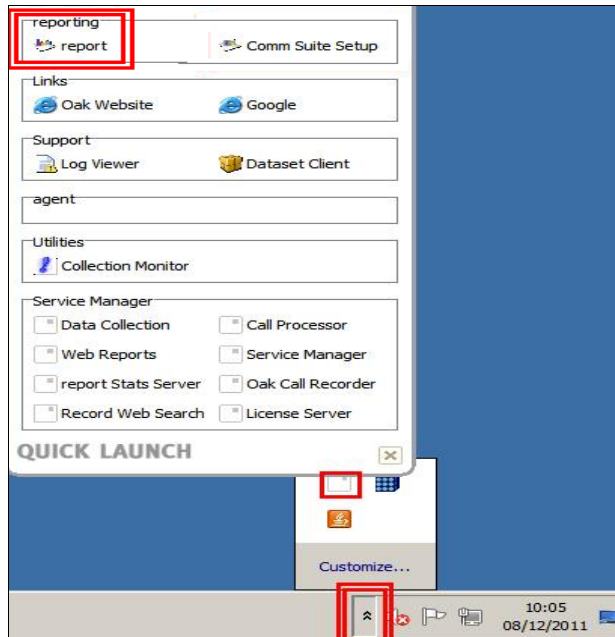 reporting
report Comm Suite Setup
Links
Oak Website Google
Support
Log Viewer Dataset Client
agent
Utilities
Collection Monitor
Service Manager
Data Collection Call Processor
Web Reports Service Manager
report Stats Server Oak Call Recorder
Record Web Search License Server
QUICK LAUNCH
Customize...
10:05
08/12/2011